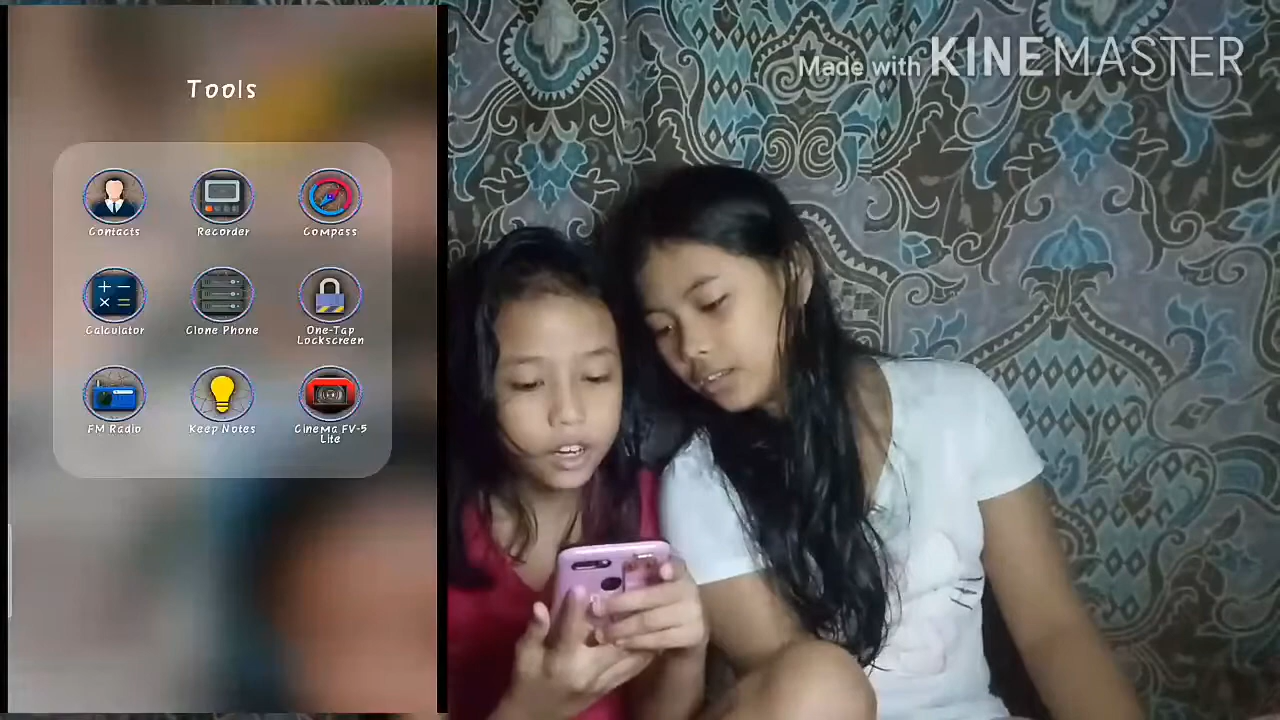 Made with KINEMASTER
Tools
Contacts
Recorder
Compass
Calculator
Clone Phone
One-Tap
Lockscreen
FM Radio
Keep Notes
Cinema FV-5
Lite